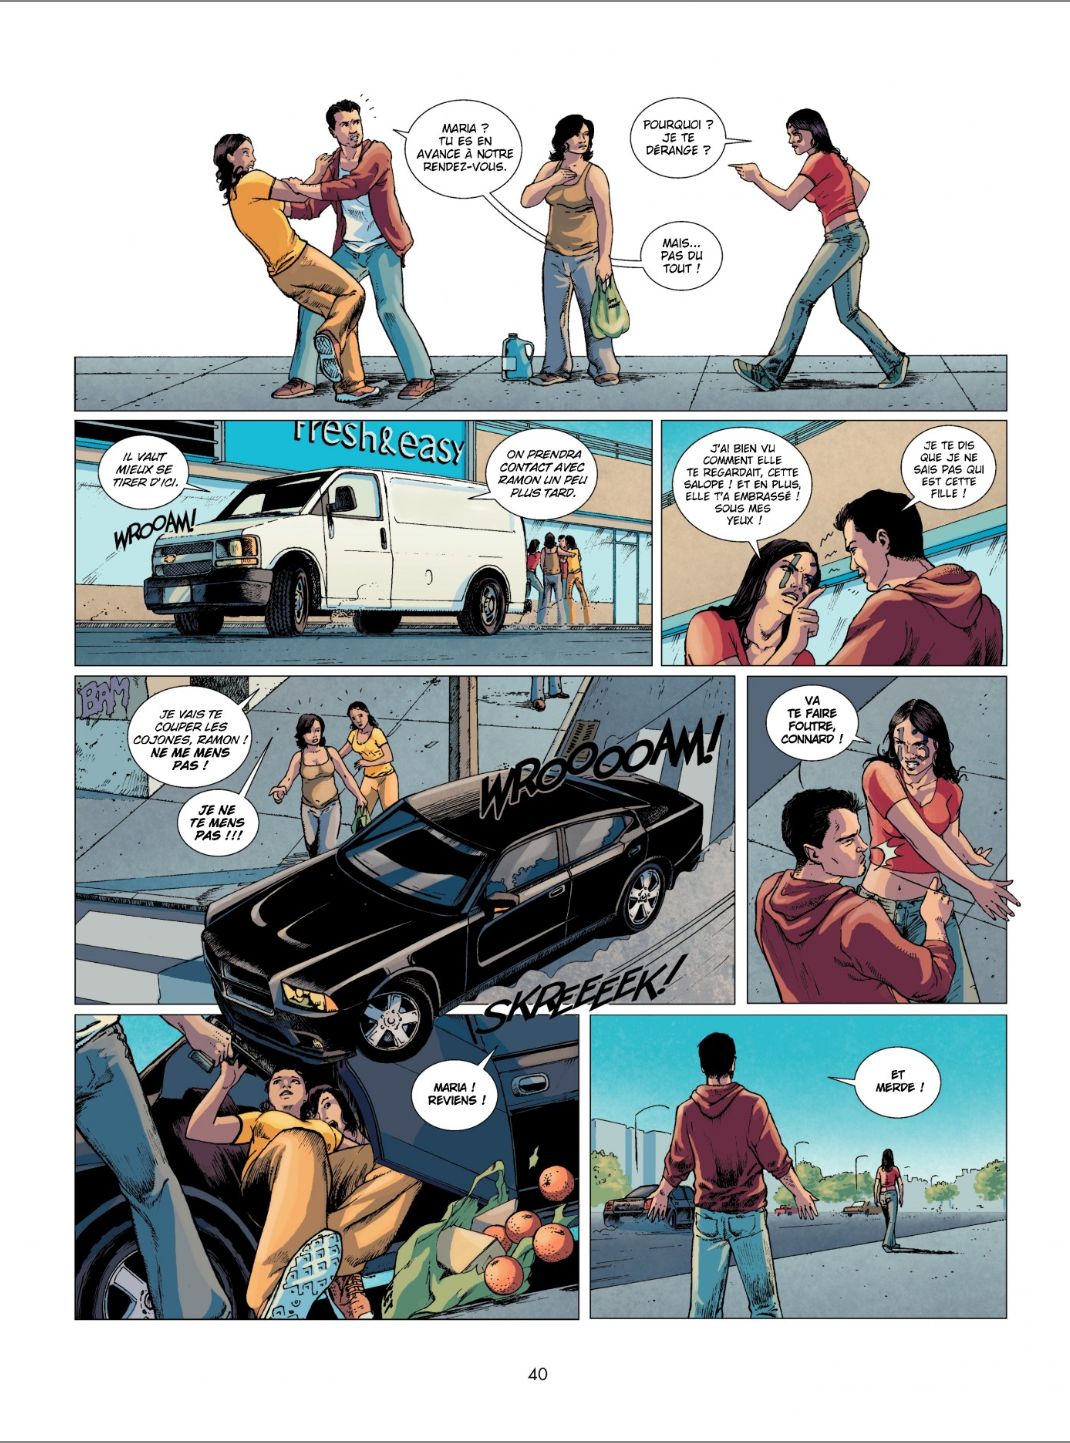 MARIA ?
TU ES EN
AVANCE À NOTRE
RENDEZ-VOUS.
POURQUOI ?
JE TE
DÉRANGE ?
MAIS...
PAS DU
TOUT !
fresh&easy
IL VAUT
MIEUX SE
TIRER D'ICI.
WROOAM!
ON PRENDRA
CONTACT AVEC
RAMON UN PEU
PLUS TARD.
J'AI BIEN VU
COMMENT ELLE
TE REGARDAIT, CETTE
SALOPE ! ET EN PLUS,
ELLE T'A EMBRASSÉ !
SOUS MES
YEUX !
JE TE DIS
QUE JE NE
SAIS PAS QUI
EST CETTE
FILLE !
BAM
JE VAIS TE
COUPER LES
COJONES, RAMON !
NE ME MENS
PAS !
JE NE
TE MENS
PAS !!!
WROOOOAM!
SKREEEEK!
VA
TE FAIRE
FOUTRE,
CONNARD !
MARIA !
REVIENS !
ET
MERDE !
40